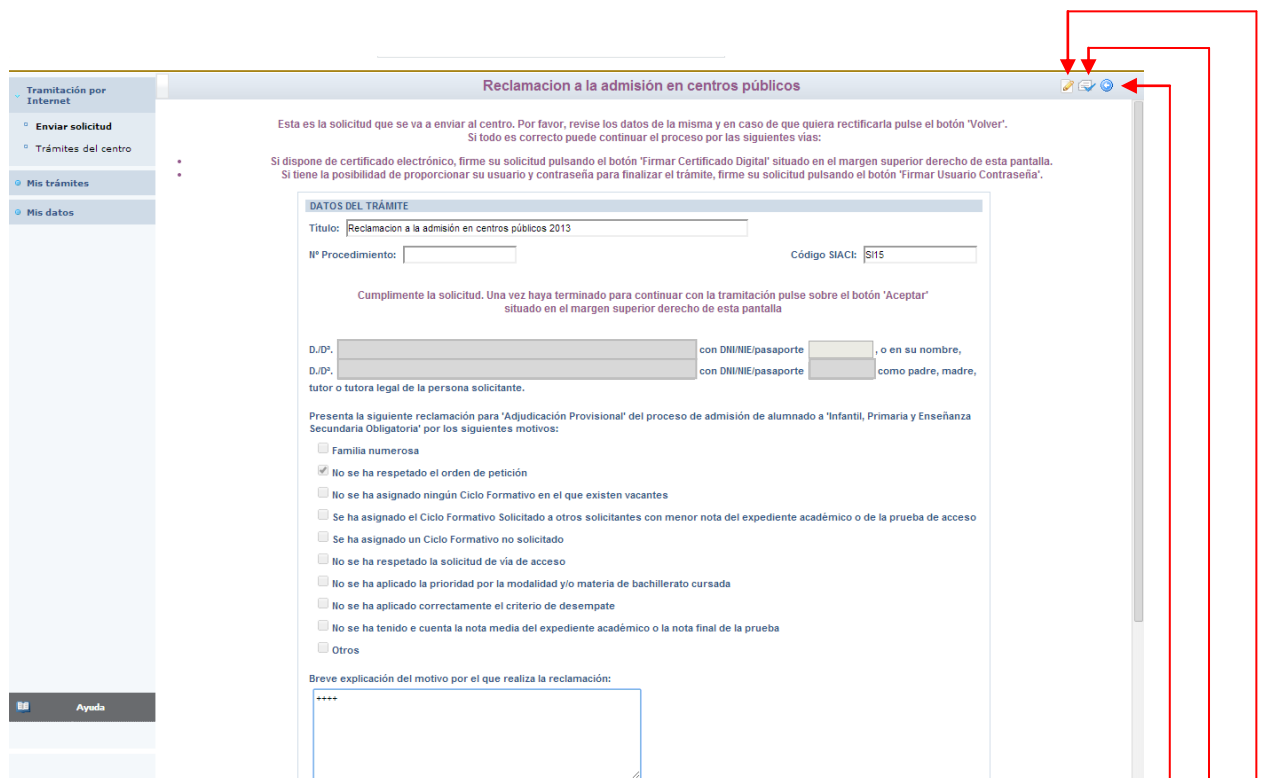 Reclamacion a la admisión en centros públicos
Tramitación por
Internet
Enviar solicitud
Trámites del centro
Mis trámites
Mis datos
Ayuda
Esta es la solicitud que se va a enviar al centro. Por favor, revise los datos de la misma y en caso de que quiera rectificarla pulse el botón 'Volver'.
Si todo es correcto puede continuar el proceso por las siguientes vías:
Si dispone de certificado electrónico, firme su solicitud pulsando el botón 'Firmar Certificado Digital' situado en el margen superior derecho de esta pantalla.
Si tiene la posibilidad de proporcionar su usuario y contraseña para finalizar el trámite, firme su solicitud pulsando el botón 'Firmar Usuario Contraseña'.
DATOS DEL TRÁMITE
Título: Reclamacion a la admisión en centros públicos 2013
Nº Procedimiento: Código SIACI: SI15
Cumplimente la solicitud. Una vez haya terminado para continuar con la tramitación pulse sobre el botón 'Aceptar'
situado en el margen superior derecho de esta pantalla
D./Dª. con DNI/NIE/pasaporte , o en su nombre,
D./Dª. con DNI/NIE/pasaporte como padre, madre,
tutor o tutora legal de la persona solicitante.
Presenta la siguiente reclamación para 'Adjudicación Provisional' del proceso de admisión de alumnado a 'Infantil, Primaria y Enseñanza
Secundaria Obligatoria' por los siguientes motivos:
Familia numerosa
No se ha respetado el orden de petición
No se ha asignado ningún Ciclo Formativo en el que existen vacantes
Se ha asignado el Ciclo Formativo Solicitado a otros solicitantes con menor nota del expediente académico o de la prueba de acceso
Se ha asignado un Ciclo Formativo no solicitado
No se ha respetado la solicitud de vía de acceso
No se ha aplicado la prioridad por la modalidad y/o materia de bachillerato cursada
No se ha aplicado correctamente el criterio de desempate
No se ha tenido e cuenta la nota media del expediente académico o la nota final de la prueba
Otros
Breve explicación del motivo por el que realiza la reclamación:
++++